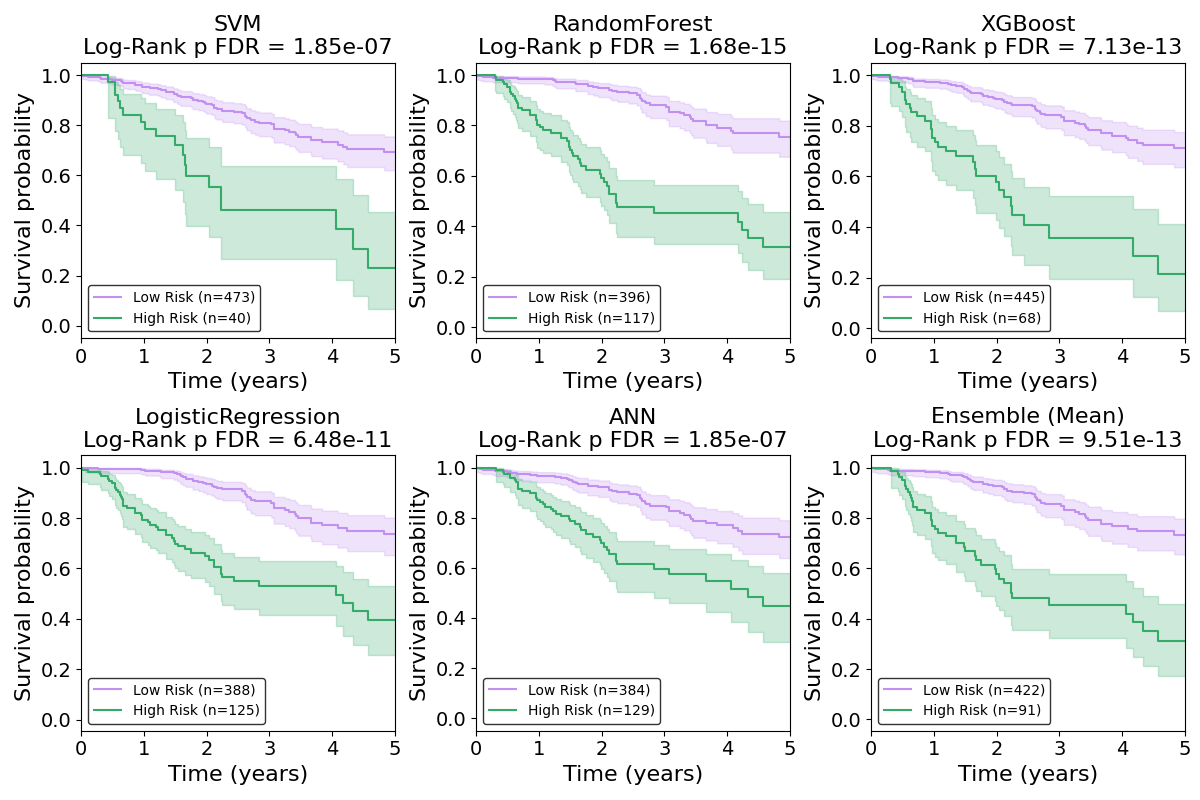 SVM
Log-Rank p FDR = 1.85e-07
Survival probability
1.0
0.8
0.6
0.4
0.2
0.0
Low Risk (n=473)
High Risk (n=40)
0 1 2 3 4 5
Time (years)
RandomForest
Log-Rank p FDR = 1.68e-15
Survival probability
1.0
0.8
0.6
0.4
0.2
0.0
Low Risk (n=396)
High Risk (n=117)
0 1 2 3 4 5
Time (years)
XGBoost
Log-Rank p FDR = 7.13e-13
Survival probability
1.0
0.8
0.6
0.4
0.2
0.0
Low Risk (n=445)
High Risk (n=68)
0 1 2 3 4 5
Time (years)
LogisticRegression
Log-Rank p FDR = 6.48e-11
Survival probability
1.0
0.8
0.6
0.4
0.2
0.0
Low Risk (n=388)
High Risk (n=125)
0 1 2 3 4 5
Time (years)
ANN
Log-Rank p FDR = 1.85e-07
Survival probability
1.0
0.8
0.6
0.4
0.2
0.0
Low Risk (n=384)
High Risk (n=129)
0 1 2 3 4 5
Time (years)
Ensemble (Mean)
Log-Rank p FDR = 9.51e-13
Survival probability
1.0
0.8
0.6
0.4
0.2
0.0
Low Risk (n=422)
High Risk (n=91)
0 1 2 3 4 5
Time (years)